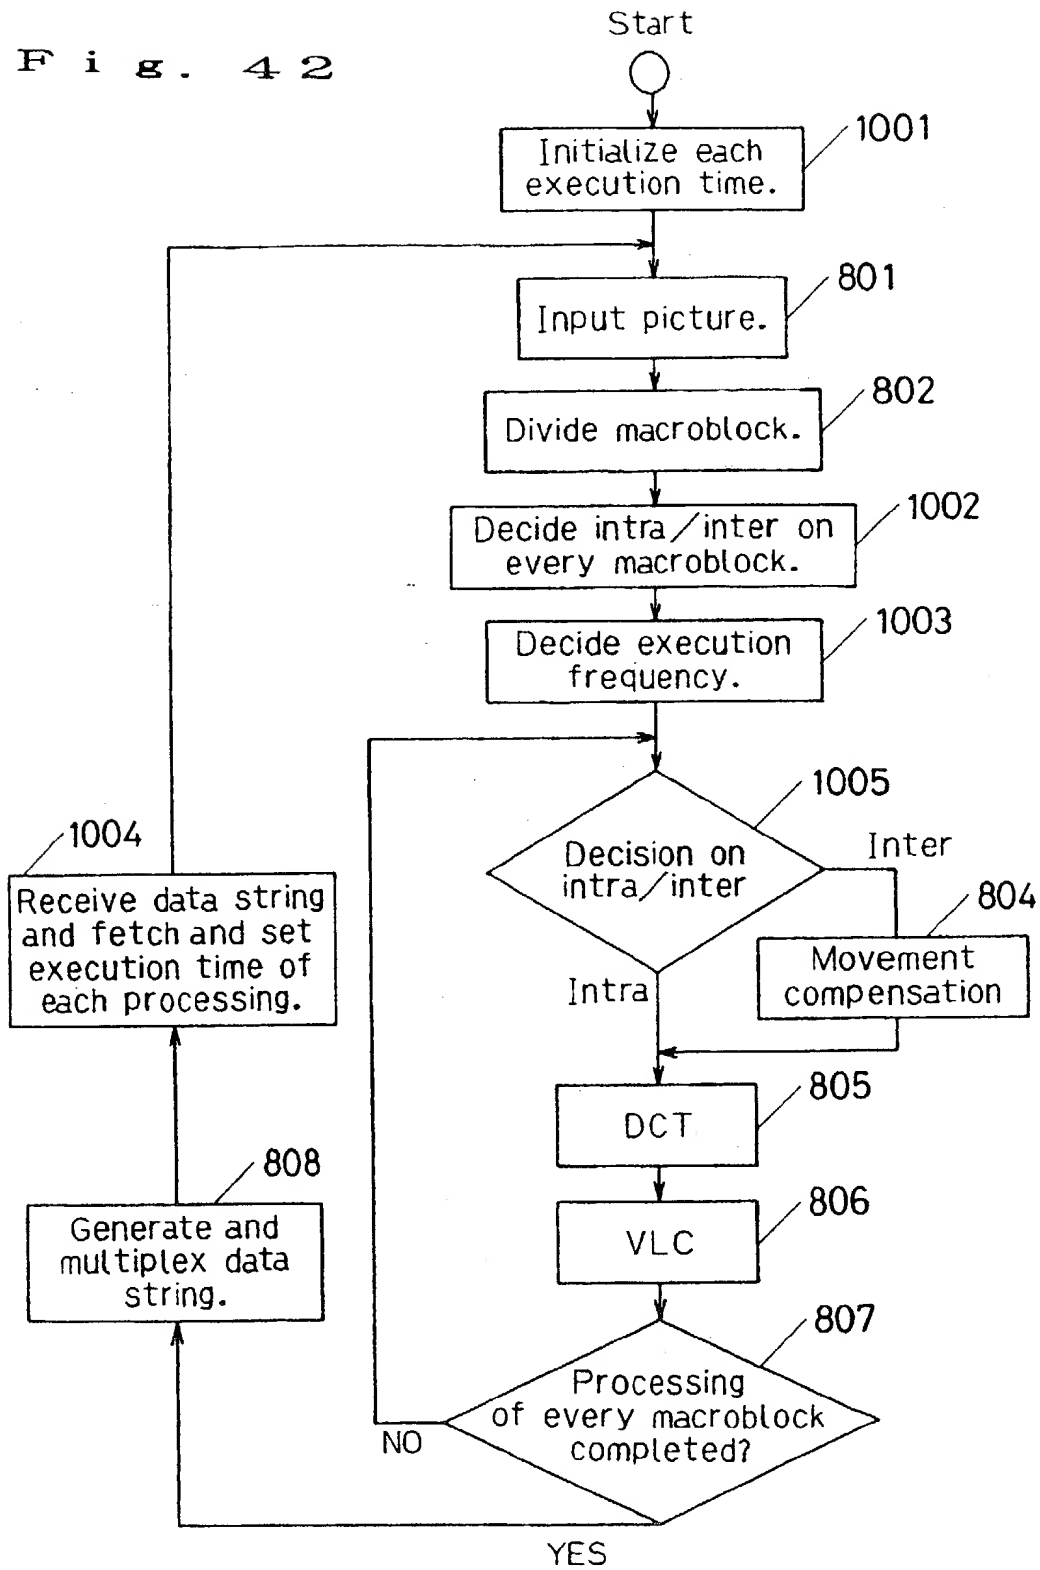 Start
Fig. 42
1001
Initialize each
execution time.
801
Input picture.
802
Divide macroblock.
1002
Decide intra/inter on
every macroblock.
1003
Decide execution
frequency.
1005
Decision on
intra/inter
Inter
1004
Receive data string
and fetch and set
execution time of
each processing.
804
Movement
compensation
Intra
805
DCT
808
Generate and
multiplex data
string.
806
VLC
807
Processing
of every macroblock
completed?
NO
YES